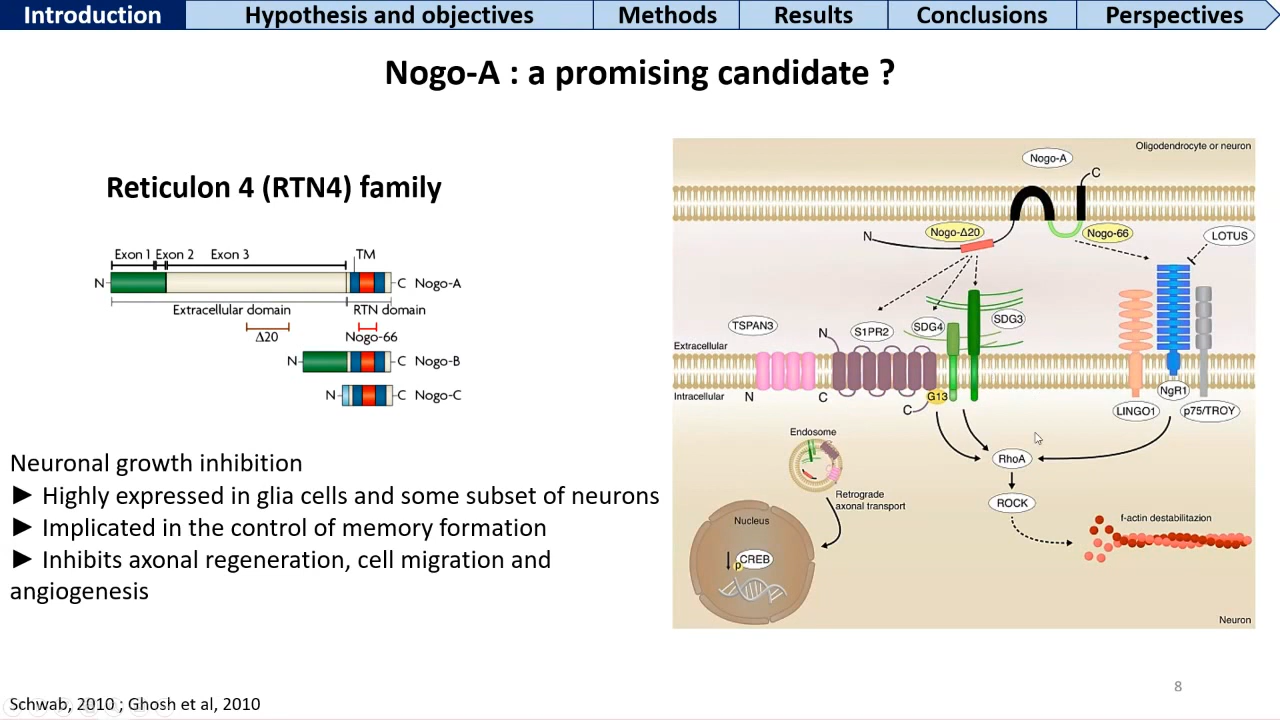 Introduction
Hypothesis and objectives
Methods
Results
Conclusions
Perspectives
Nogo-A : a promising candidate ?
Reticulon 4 (RTN4) family
Exon 1 Exon 2 Exon 3 TM
N C Nogo-A
Extracellular domain RTN domain
Δ20 Nogo-66
N C Nogo-B
N C Nogo-C
Neuronal growth inhibition
► Highly expressed in glia cells and some subset of neurons
► Implicated in the control of memory formation
► Inhibits axonal regeneration, cell migration and
angiogenesis
Schwab, 2010 ; Ghosh et al, 2010
Oligodendrocyte or neuron
Nogo-A
C
N
Nogo-Δ20
Nogo-66
LOTUS
TSPAN3
N
S1PR2
SDG4
SDG3
Extracellular
Intracellular
N
C
C
G13
LINGO1
NgR1
p75/TROY
Endosome
RhoA
Retrograde
axonal transport
ROCK
Nucleus
f-actin destabilitazion
CREB
p
Neuron
8